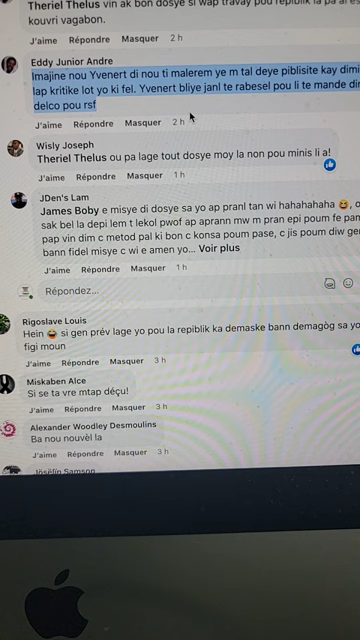 Theriel Thelus vin ak bon dosye si wap travay pou repiblik la pa
kouvri vagabon.
J'aime Répondre Masquer 2 h
Eddy Junior Andre
Imajine nou Yvenert di nou ti malerem ye m tal deye piblisite kay dimi
lap kritike lot yo ki fel. Yvenert bliye janl te rabesel pou li te mande
delco pou rsf
J'aime Répondre Masquer 2 h
Wisly Joseph
Theriel Thelus ou pa lage tout dosye moy la non pou minis li a!
J'aime Répondre Masquer 1 h
JDen's Lam
James Boby e misye di dosye sa yo ap pranl tan wi hahahahaha 😂,
sak bel la depi lem t lekol pwof ap aprann mw m pran epi poum fe
pap vin dim c metod pal ki bon c konsa poum pase, c jis poum diw
bann fidel misye c wi e amen yo... Voir plus
J'aime Répondre Masquer 1 h
Répondez...
Rigoslave Louis
Hein 😂 si gen prév lage yo pou la repiblik ka demaske bann demagòg sa yo
figi moun
J'aime Répondre Masquer 3 h
Miskaben Alce
Si se ta vre mtap déçu!
J'aime Répondre Masquer 3 h
Alexander Woodley Desmoulins
Ba nou nouvèl la
J'aime Répondre Masquer 3 h
Samson